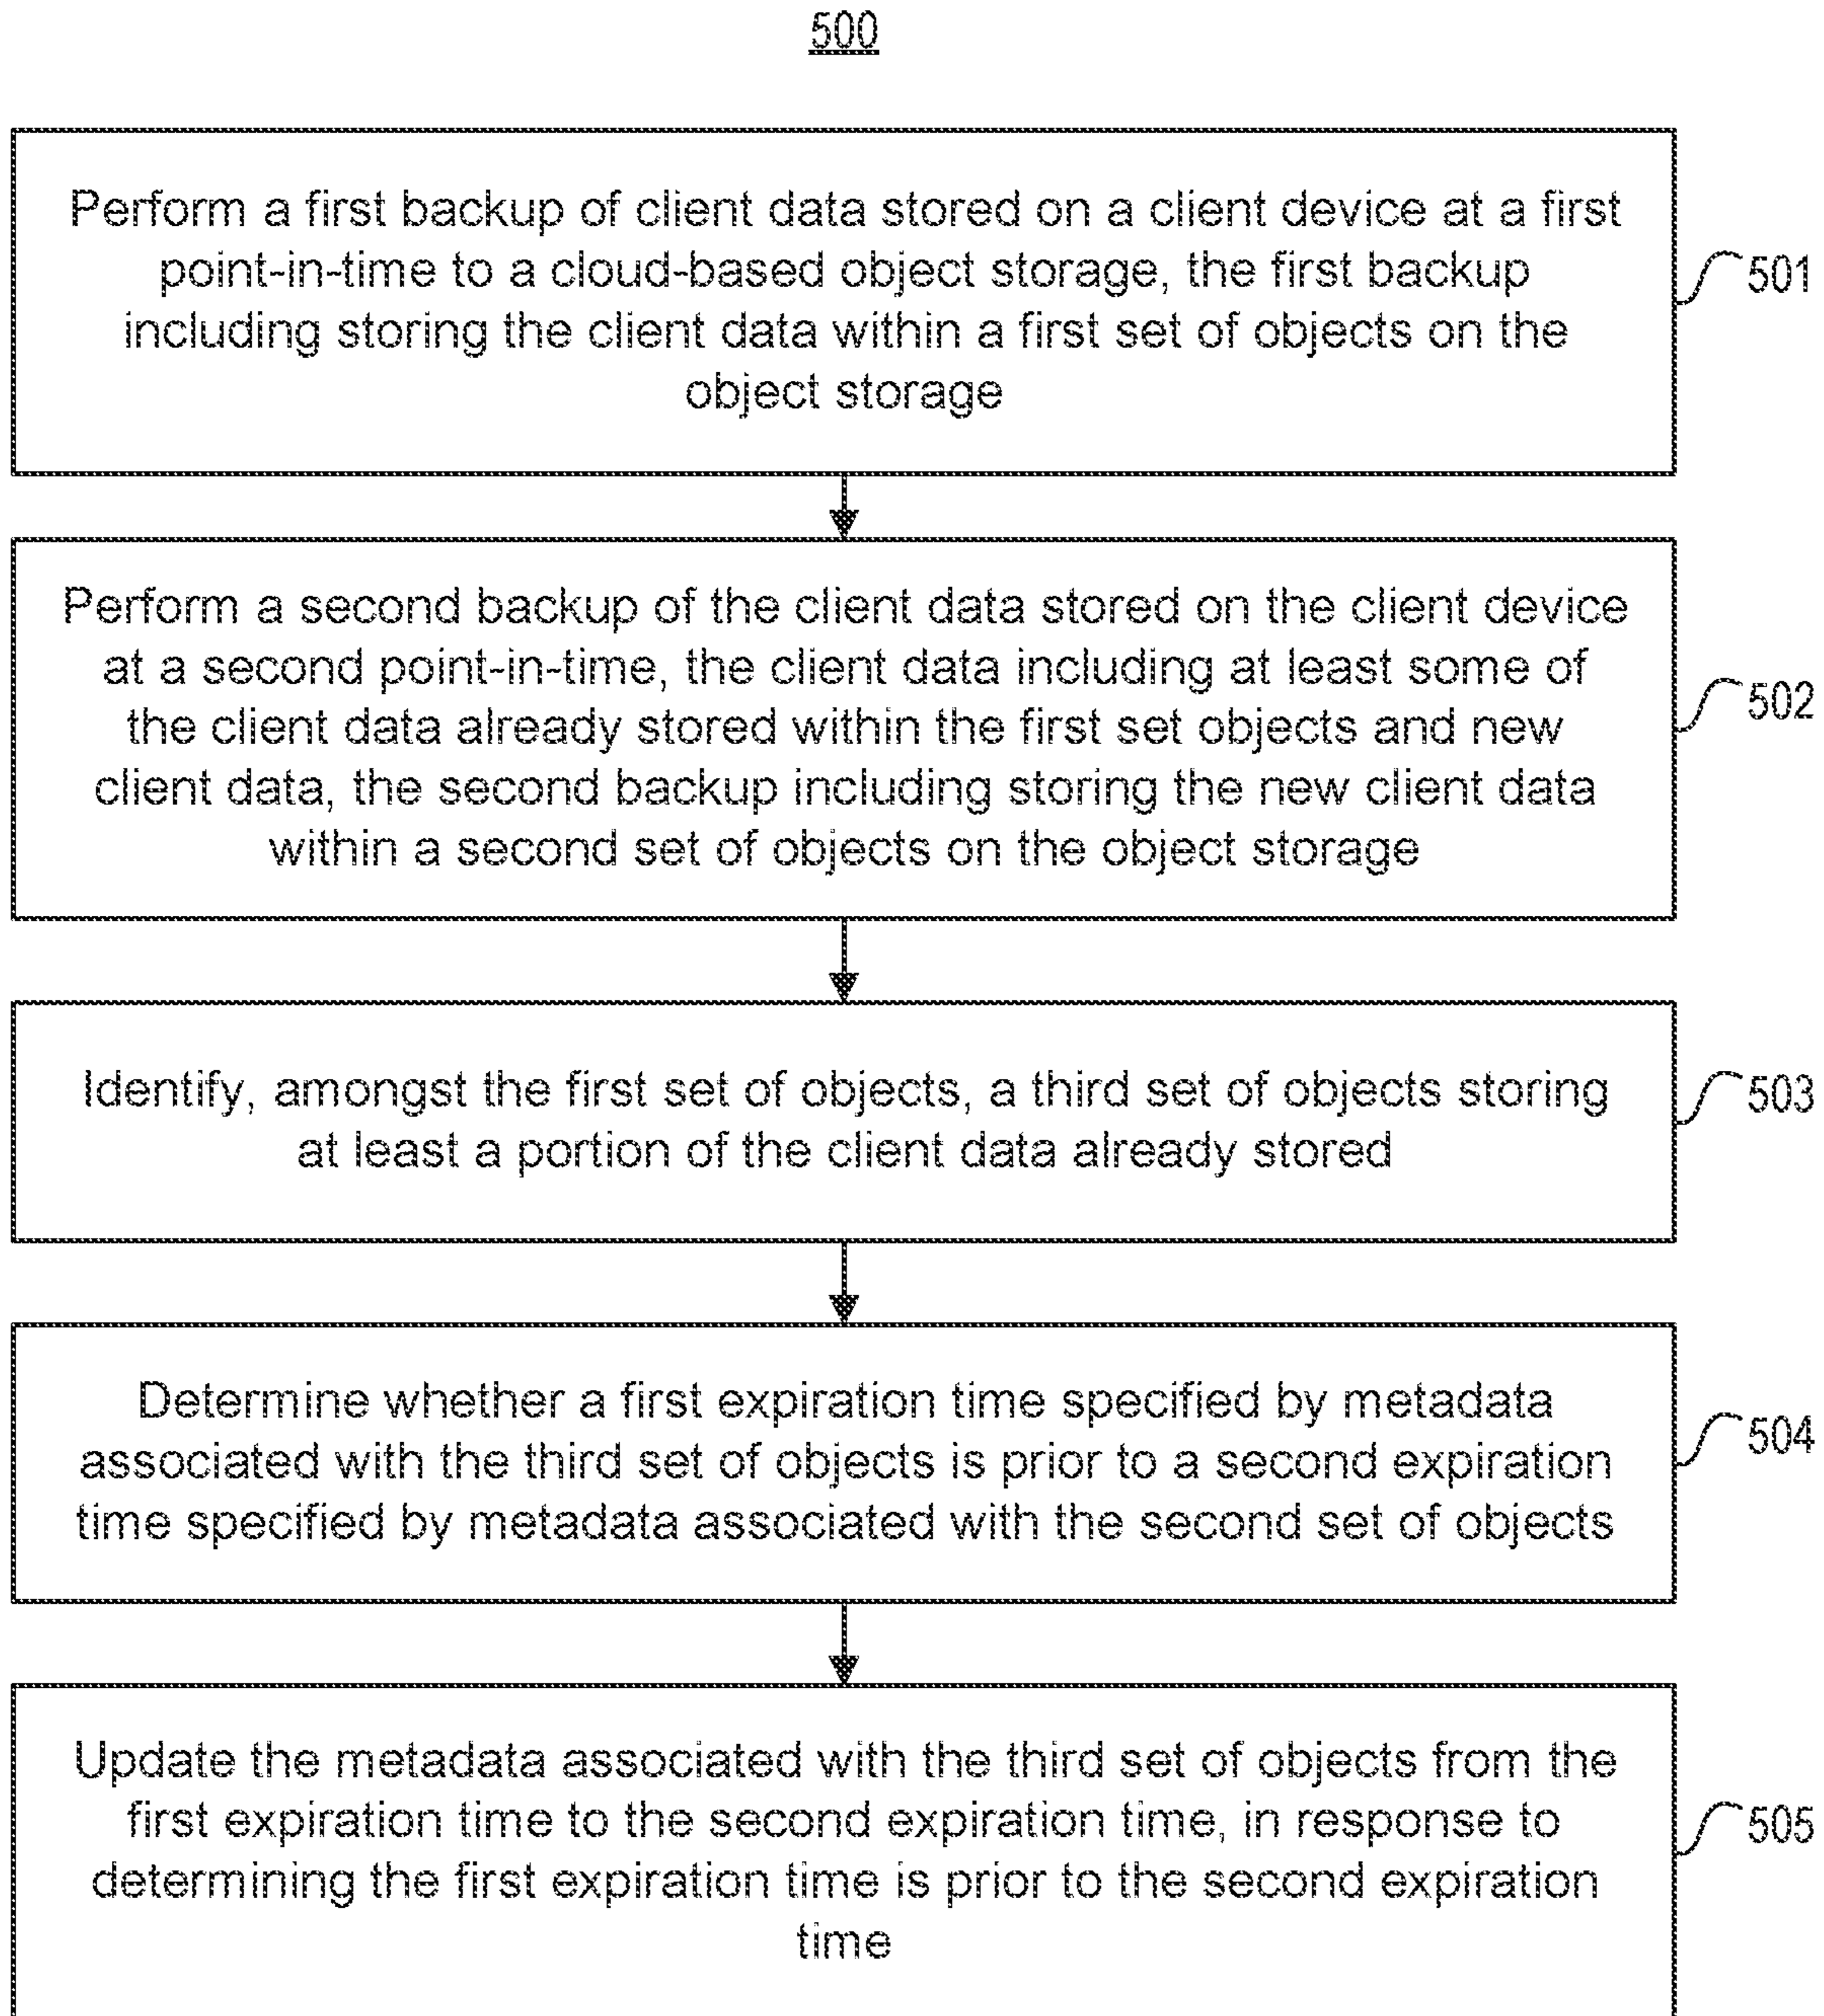 500
Perform a first backup of client data stored on a client device at a first
point-in-time to a cloud-based object storage, the first backup
including storing the client data within a first set of objects on the
object storage
501
Perform a second backup of the client data stored on the client device
at a second point-in-time, the client data including at least some of
the client data already stored within the first set objects and new
client data, the second backup including storing the new client data
within a second set of objects on the object storage
502
Identify, amongst the first set of objects, a third set of objects storing
at least a portion of the client data already stored
503
Determine whether a first expiration time specified by metadata
associated with the third set of objects is prior to a second expiration
time specified by metadata associated with the second set of objects
504
Update the metadata associated with the third set of objects from the
first expiration time to the second expiration time, in response to
determining the first expiration time is prior to the second expiration
time
505